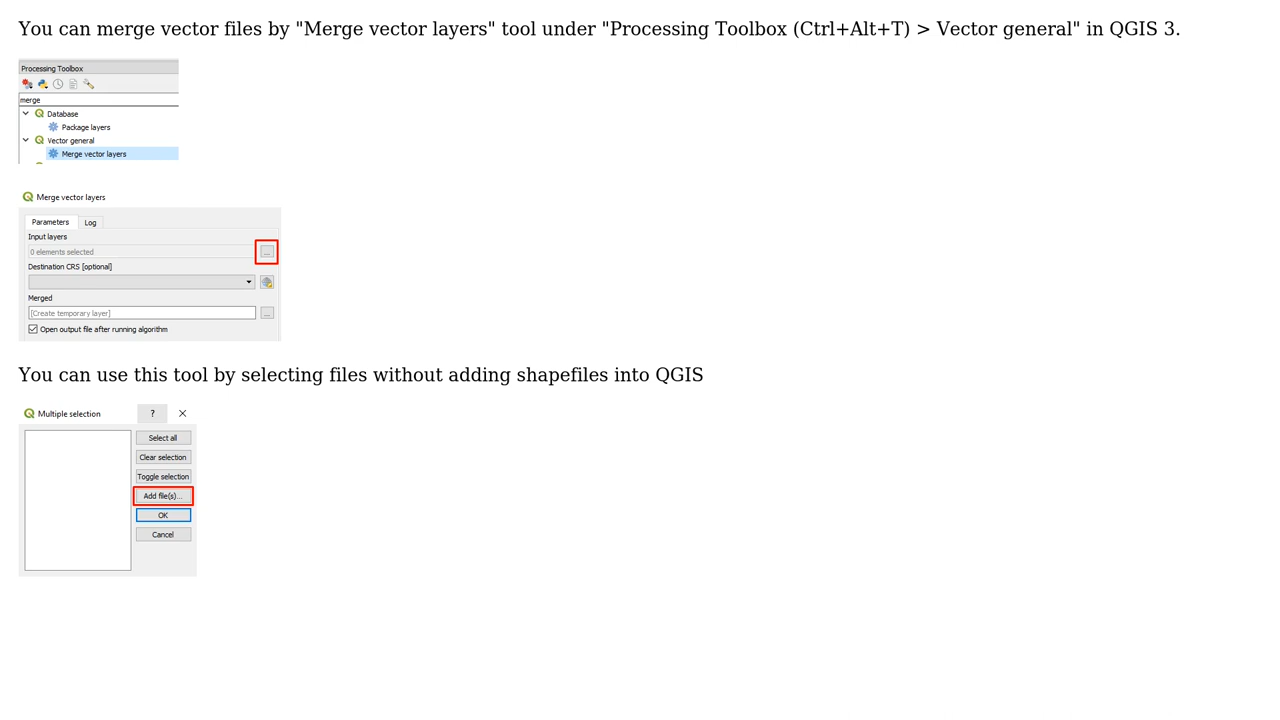 You can merge vector files by "Merge vector layers" tool under "Processing Toolbox (Ctrl+Alt+T) > Vector general" in QGIS 3.
Processing Toolbox
merge
Database
Package layers
Vector general
Merge vector layers
Merge vector layers
Parameters Log
Input layers
0 elements selected ...
Destination CRS [optional]
Merged
[Create temporary layer] ...
Open output file after running algorithm
You can use this tool by selecting files without adding shapefiles into QGIS
Multiple selection ?
Select all
Clear selection
Toggle selection
Add file(s)...
OK
Cancel